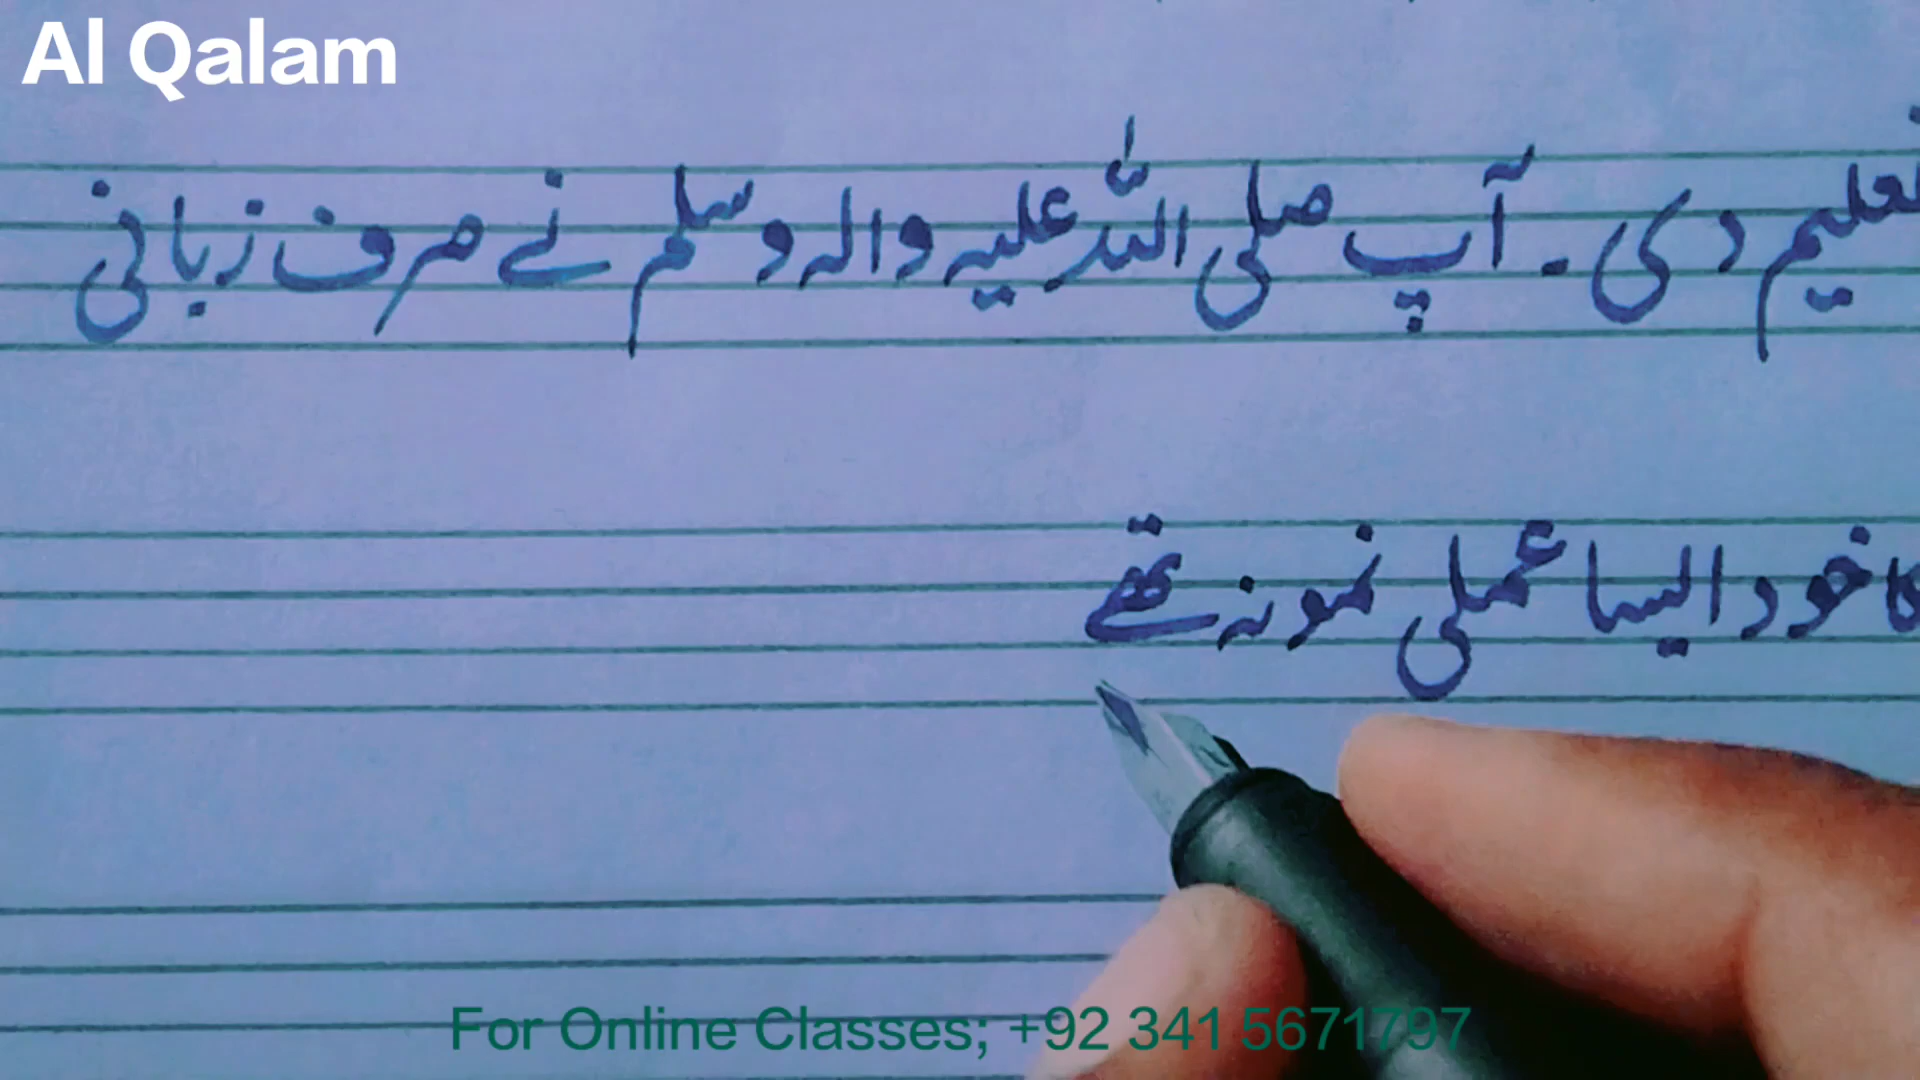 Al Qalam
تعلیم دی ۔ آپ صلی اللہ علیہ والہ وسلم نے صرف زبانی
کا خود ایسا عملی نمونہ تھے
For Online Classes; +92 341 5671797